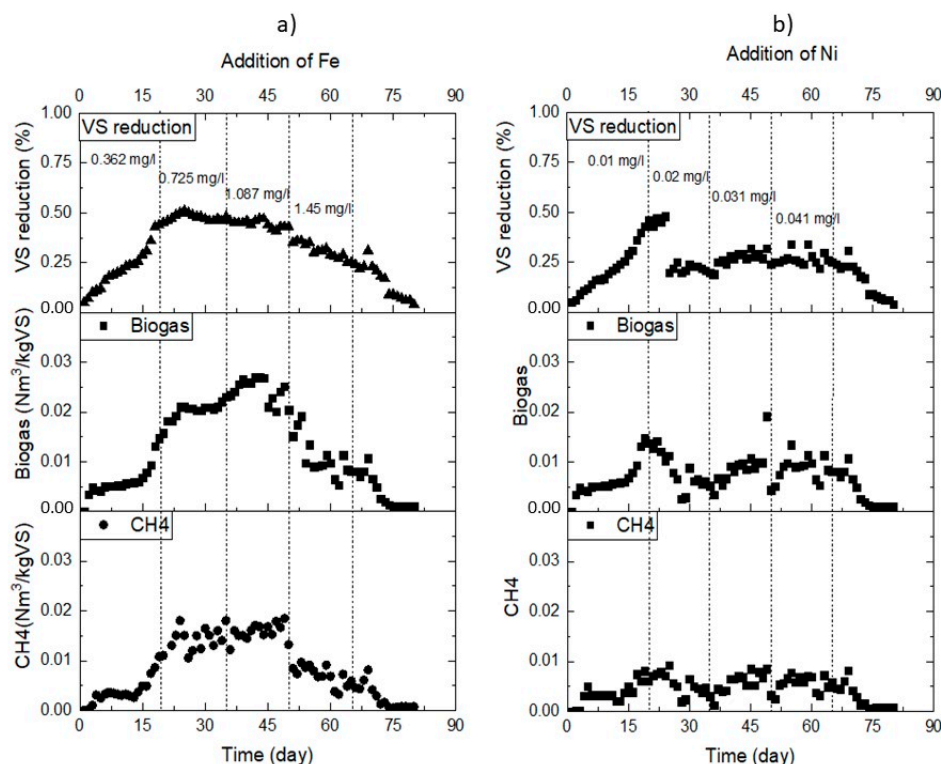 a)
Addition of Fe
0 15 30 45 60 75 90
VS reduction
0.362 mg/l
0.725 mg/l
1.087 mg/l
1.45 mg/l
VS reduction (%)
1.00
0.75
0.50
0.25
0.00
Biogas
Biogas (Nm³/kgVS)
0.03
0.02
0.01
0.00
CH4
CH4(Nm³/kgVS)
0.03
0.02
0.01
0.00
0 15 30 45 60 75 90
Time (day)
b)
Addition of Ni
0 15 30 45 60 75 90
VS reduction
0.01 mg/l
0.02 mg/l
0.031 mg/l
0.041 mg/l
VS reduction (%)
1.00
0.75
0.50
0.25
0.00
Biogas
Biogas
0.03
0.02
0.01
0.00
CH4
CH4
0.03
0.02
0.01
0.00
0 15 30 45 60 75 90
Time (day)